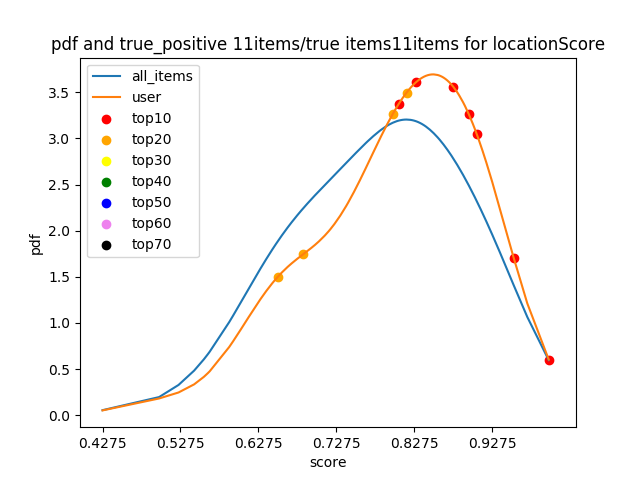 pdf and true_positive 11items/true items11items for locationScore
all_items
user
top10
top20
top30
top40
top50
top60
top70
3.5
3.0
2.5
2.0
1.5
1.0
0.5
0.0
pdf
0.4275 0.5275 0.6275 0.7275 0.8275 0.9275
score